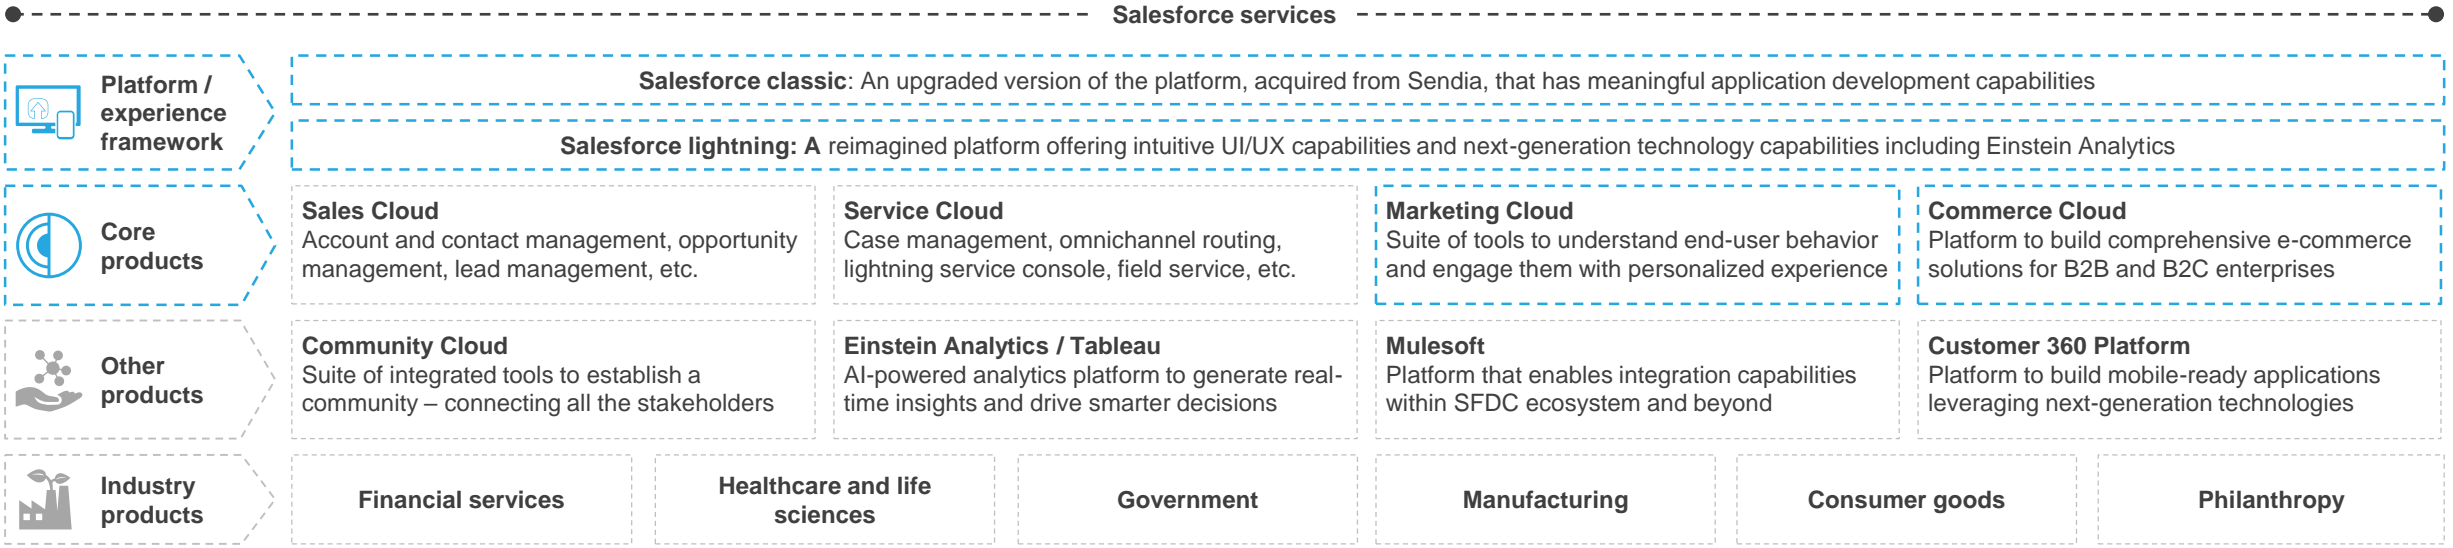 Salesforce services
Platform /
experience
framework
Salesforce classic: An upgraded version of the platform, acquired from Sendia, that has meaningful application development capabilities
Salesforce lightning: A reimagined platform offering intuitive UI/UX capabilities and next-generation technology capabilities including Einstein Analytics
Core
products
Sales Cloud
Account and contact management, opportunity
management, lead management, etc.
Service Cloud
Case management, omnichannel routing,
lightning service console, field service, etc.
Marketing Cloud
Suite of tools to understand end-user behavior
and engage them with personalized experience
Commerce Cloud
Platform to build comprehensive e-commerce
solutions for B2B and B2C enterprises
Other
products
Community Cloud
Suite of integrated tools to establish a
community – connecting all the stakeholders
Einstein Analytics / Tableau
AI-powered analytics platform to generate real-
time insights and drive smarter decisions
Mulesoft
Platform that enables integration capabilities
within SFDC ecosystem and beyond
Customer 360 Platform
Platform to build mobile-ready applications
leveraging next-generation technologies
Industry
products
Financial services
Healthcare and life
sciences
Government
Manufacturing
Consumer goods
Philanthropy